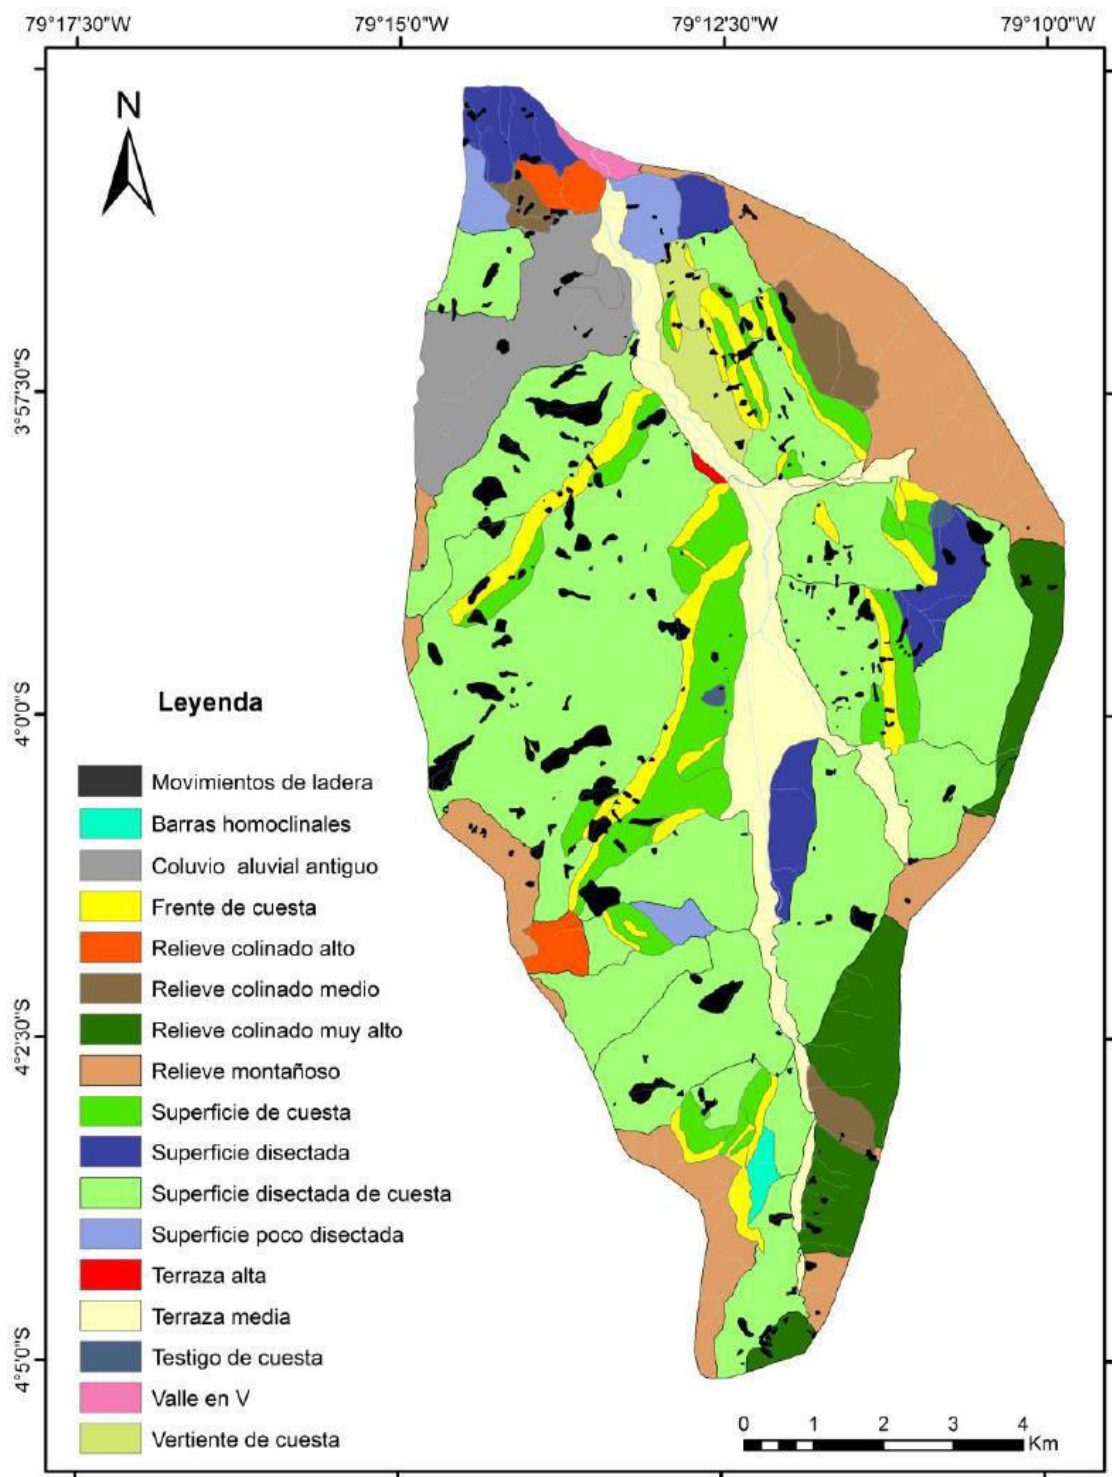 79°17'30"W 79°15'0"W 79°12'30"W 79°10'0"W
N
3°57'30"S
4°0'0"S
4°2'30"S
4°5'0"S
Leyenda
Movimientos de ladera
Barras homoclinales
Coluvio aluvial antiguo
Frente de cuesta
Relieve colinado alto
Relieve colinado medio
Relieve colinado muy alto
Relieve montañoso
Superficie de cuesta
Superficie disectada
Superficie disectada de cuesta
Superficie poco disectada
Terraza alta
Terraza media
Testigo de cuesta
Valle en V
Vertiente de cuesta
0 1 2 3 4
Km